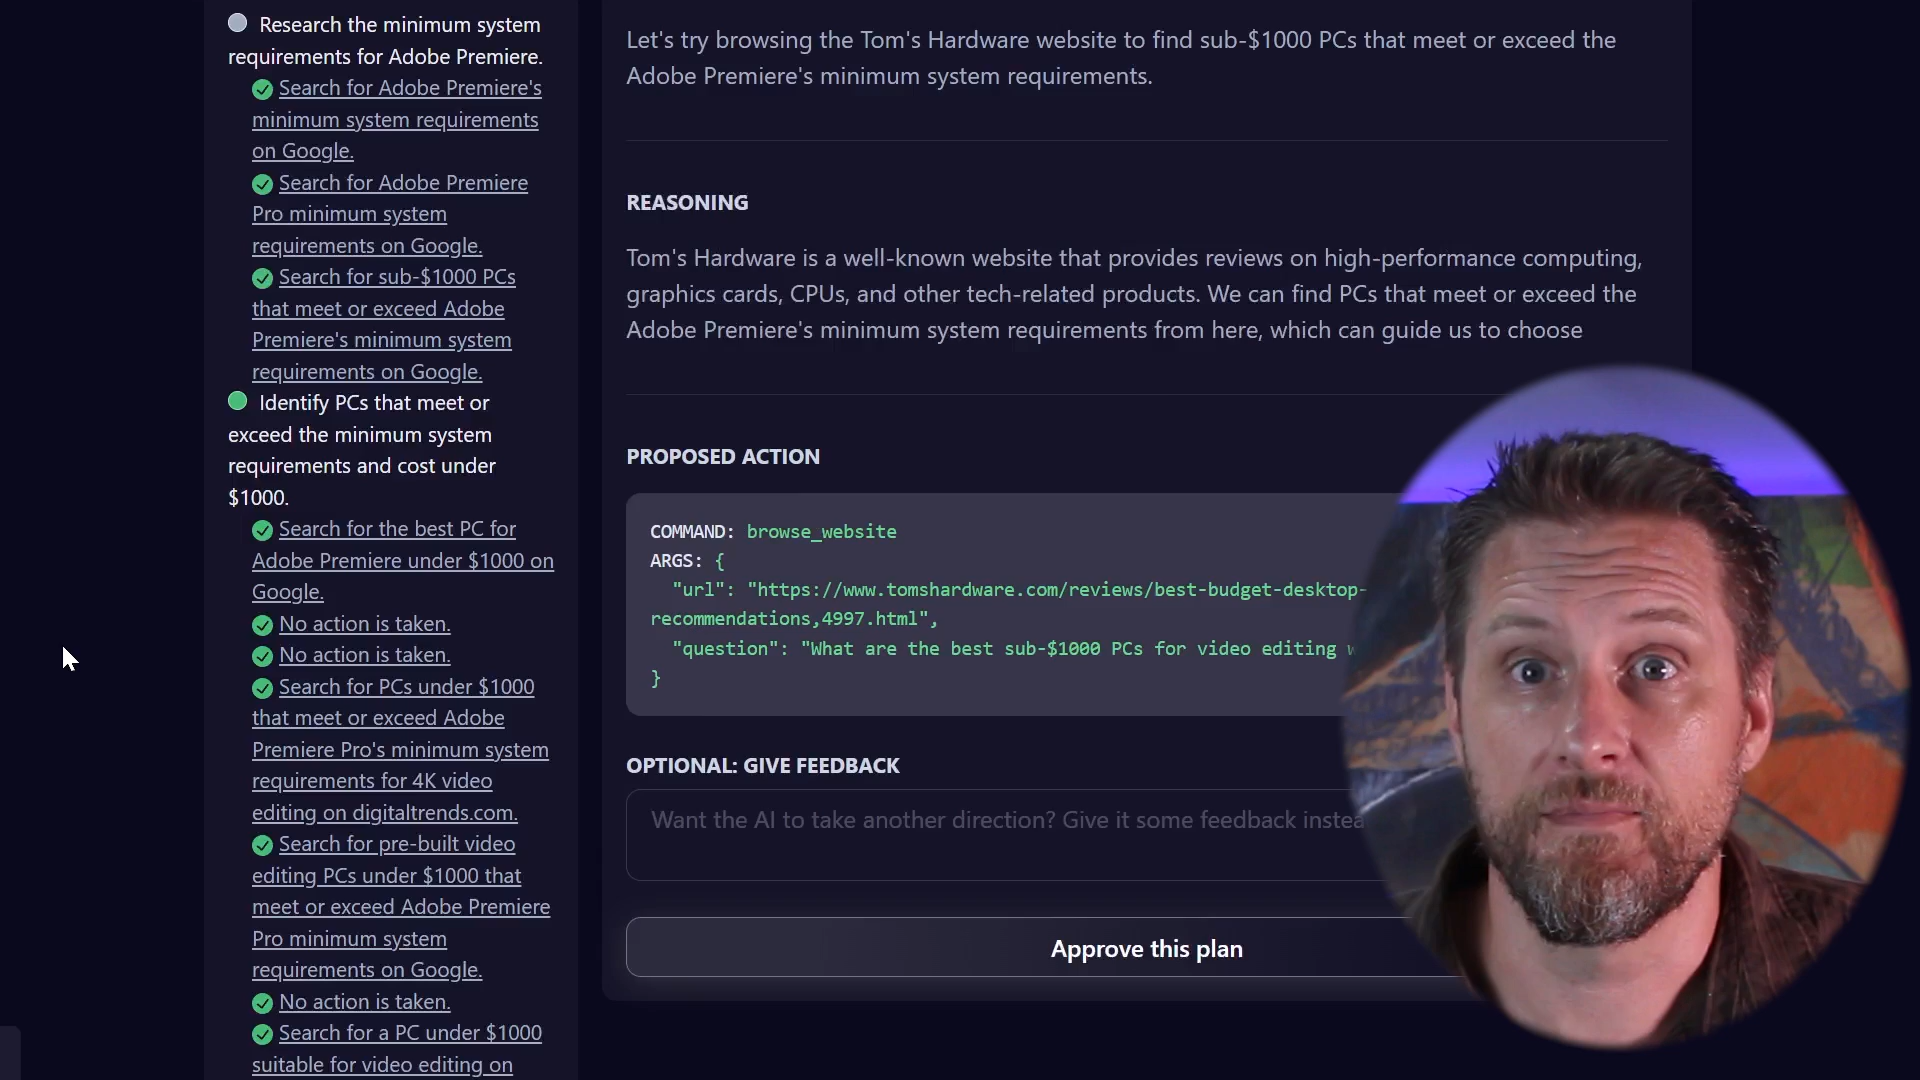 Research the minimum system
requirements for Adobe Premiere.
Search for Adobe Premiere's
minimum system requirements
on Google.
Search for Adobe Premiere
Pro minimum system
requirements on Google.
Search for sub-$1000 PCs
that meet or exceed Adobe
Premiere's minimum system
requirements on Google.
Identify PCs that meet or
exceed the minimum system
requirements and cost under
$1000.
Search for the best PC for
Adobe Premiere under $1000 on
Google.
No action is taken.
No action is taken.
Search for PCs under $1000
that meet or exceed Adobe
Premiere Pro's minimum system
requirements for 4K video
editing on digitaltrends.com.
Search for pre-built video
editing PCs under $1000 that
meet or exceed Adobe Premiere
Pro minimum system
requirements on Google.
No action is taken.
Search for a PC under $1000
suitable for video editing on
Let's try browsing the Tom's Hardware website to find sub-$1000 PCs that meet or exceed the
Adobe Premiere's minimum system requirements.
REASONING
Tom's Hardware is a well-known website that provides reviews on high-performance computing,
graphics cards, CPUs, and other tech-related products. We can find PCs that meet or exceed the
Adobe Premiere's minimum system requirements from here, which can guide us to choose
PROPOSED ACTION
COMMAND: browse_website
ARGS: {
"url": "https://www.tomshardware.com/reviews/best-budget-desktop-
recommendations,4997.html",
"question": "What are the best sub-$1000 PCs for video editing
}
OPTIONAL: GIVE FEEDBACK
Want the AI to take another direction? Give it some feedback
Approve this plan